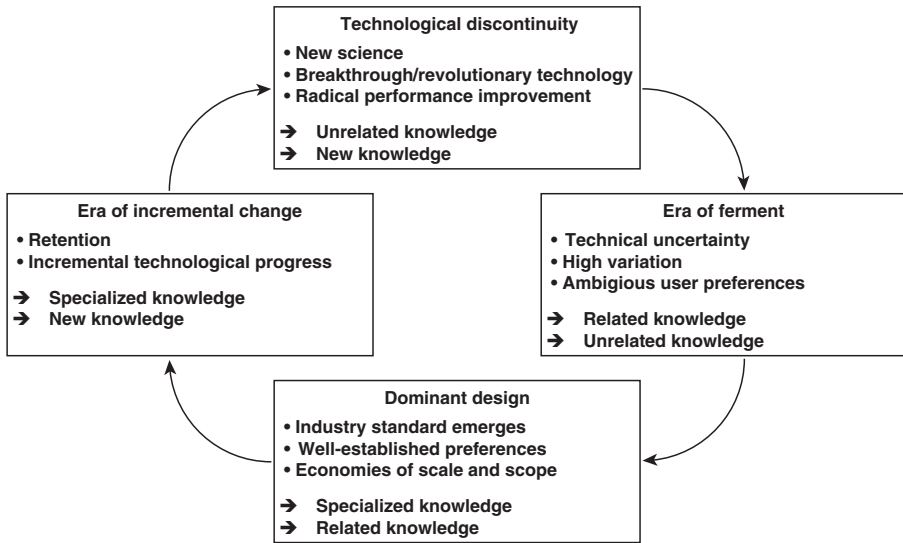 Technological discontinuity
• New science
• Breakthrough/revolutionary technology
• Radical performance improvement
➔ Unrelated knowledge
➔ New knowledge
Era of incremental change
• Retention
• Incremental technological progress
➔ Specialized knowledge
➔ New knowledge
Era of ferment
• Technical uncertainty
• High variation
• Ambigious user preferences
➔ Related knowledge
➔ Unrelated knowledge
Dominant design
• Industry standard emerges
• Well-established preferences
• Economies of scale and scope
➔ Specialized knowledge
➔ Related knowledge